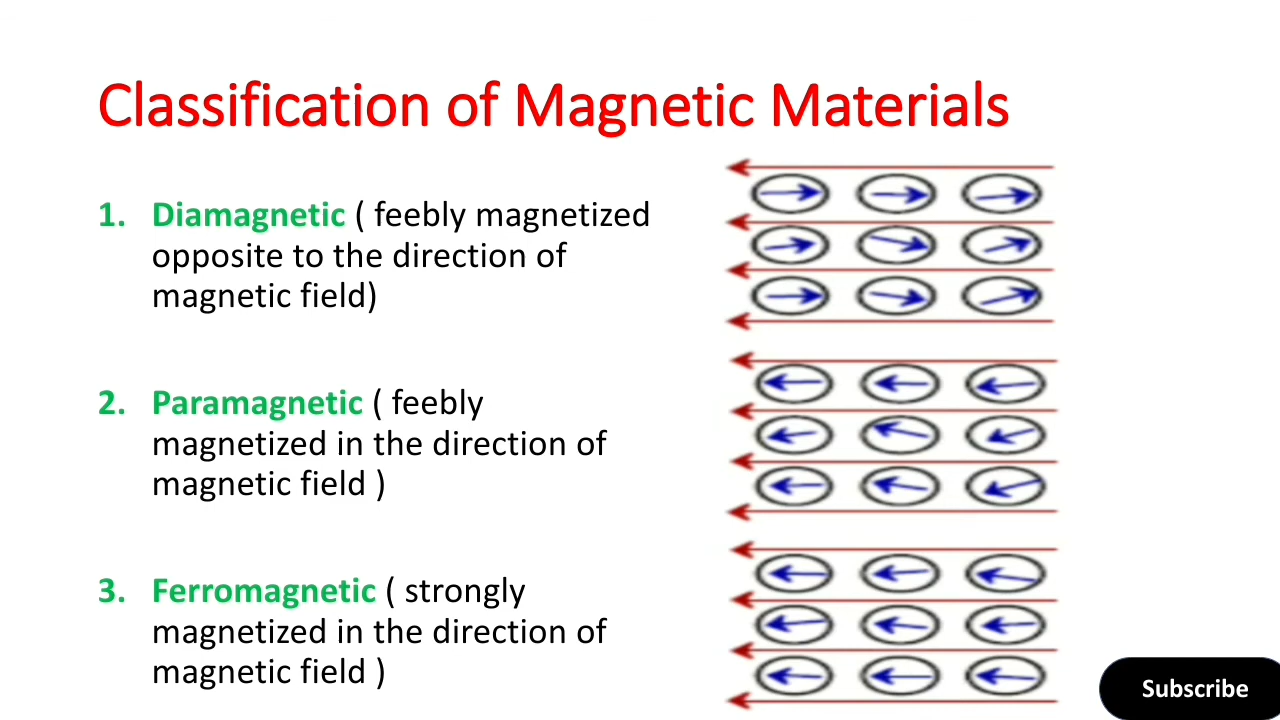 Classification of Magnetic Materials
1. Diamagnetic ( feebly magnetized
opposite to the direction of
magnetic field)
2. Paramagnetic ( feebly
magnetized in the direction of
magnetic field )
3. Ferromagnetic ( strongly
magnetized in the direction of
magnetic field )
Subscribe